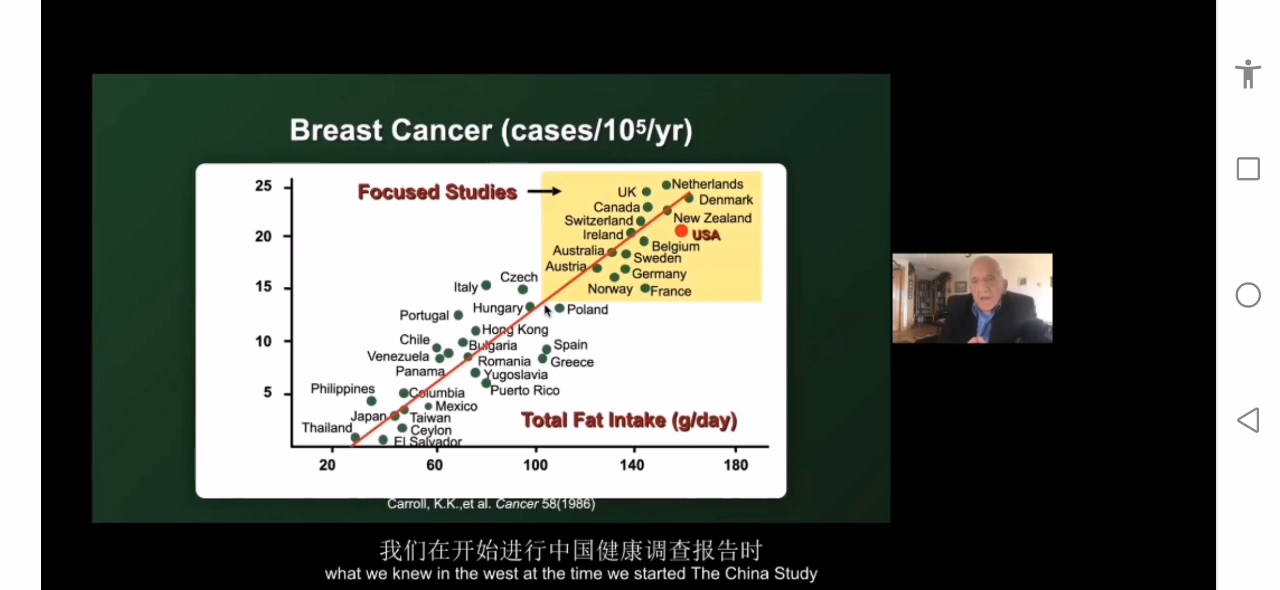 Breast Cancer (cases/10⁵/yr)
25
Focused Studies
Netherlands
UK
Denmark
Canada
New Zealand
Switzerland
20
Ireland
USA
Belgium
Australia
Sweden
Austria
Germany
Czech
15
Italy
Norway
France
Hungary
Poland
Portugal
Hong Kong
10
Chile
Bulgaria
Spain
Venezuela
Romania
Greece
Panama
Yugoslavia
5
Philippines
Columbia
Puerto Rico
Mexico
Japan
Taiwan
Total Fat Intake (g/day)
Thailand
Ceylon
El Salvador
20 60 100 140 180
Carroll, K.K.,et al. Cancer 58(1986)
我们在开始进行中国健康调查报告时
what we knew in the west at the time we started The China Study